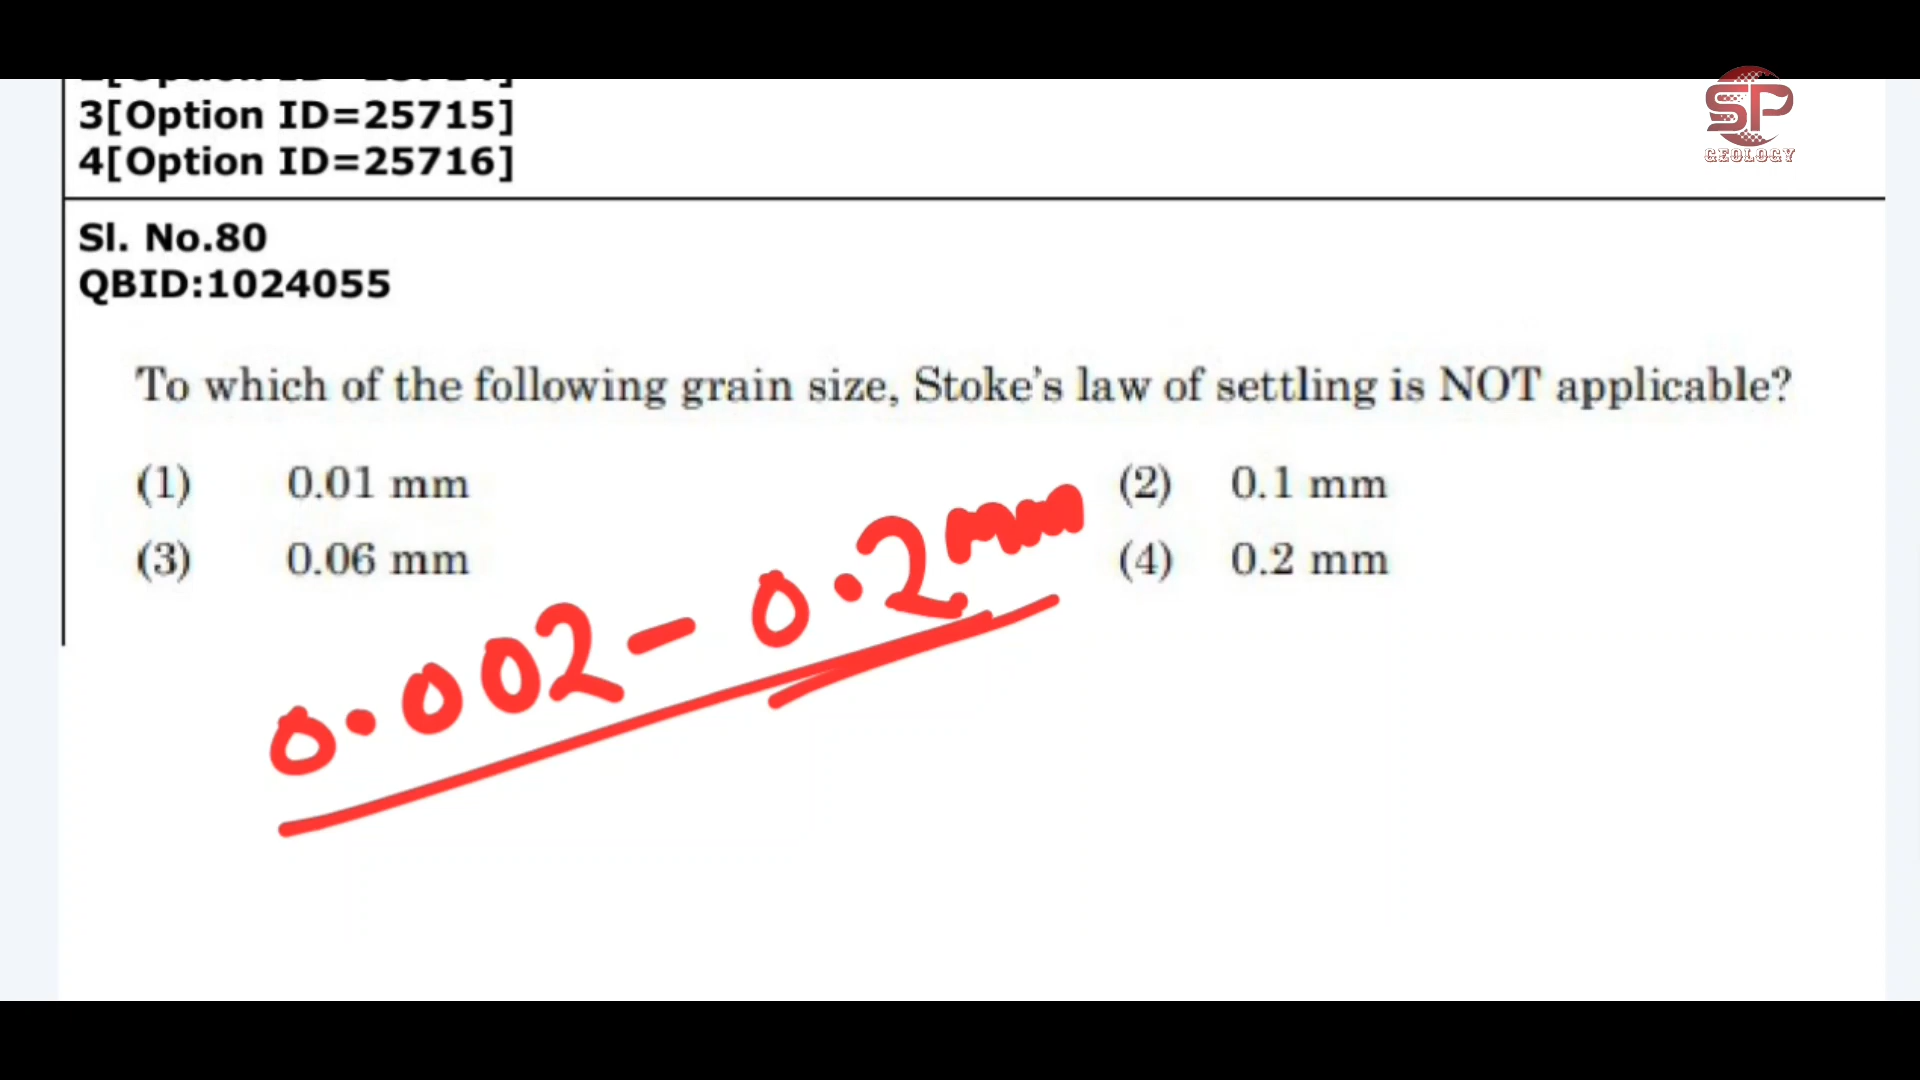 3[Option ID=25715]
4[Option ID=25716]
SP
GEOLOGY
Sl. No.80
QBID:1024055
To which of the following grain size, Stoke's law of settling is NOT applicable?
(1) 0.01 mm (2) 0.1 mm
(3) 0.06 mm (4) 0.2 mm
0.002 - 0.2mm